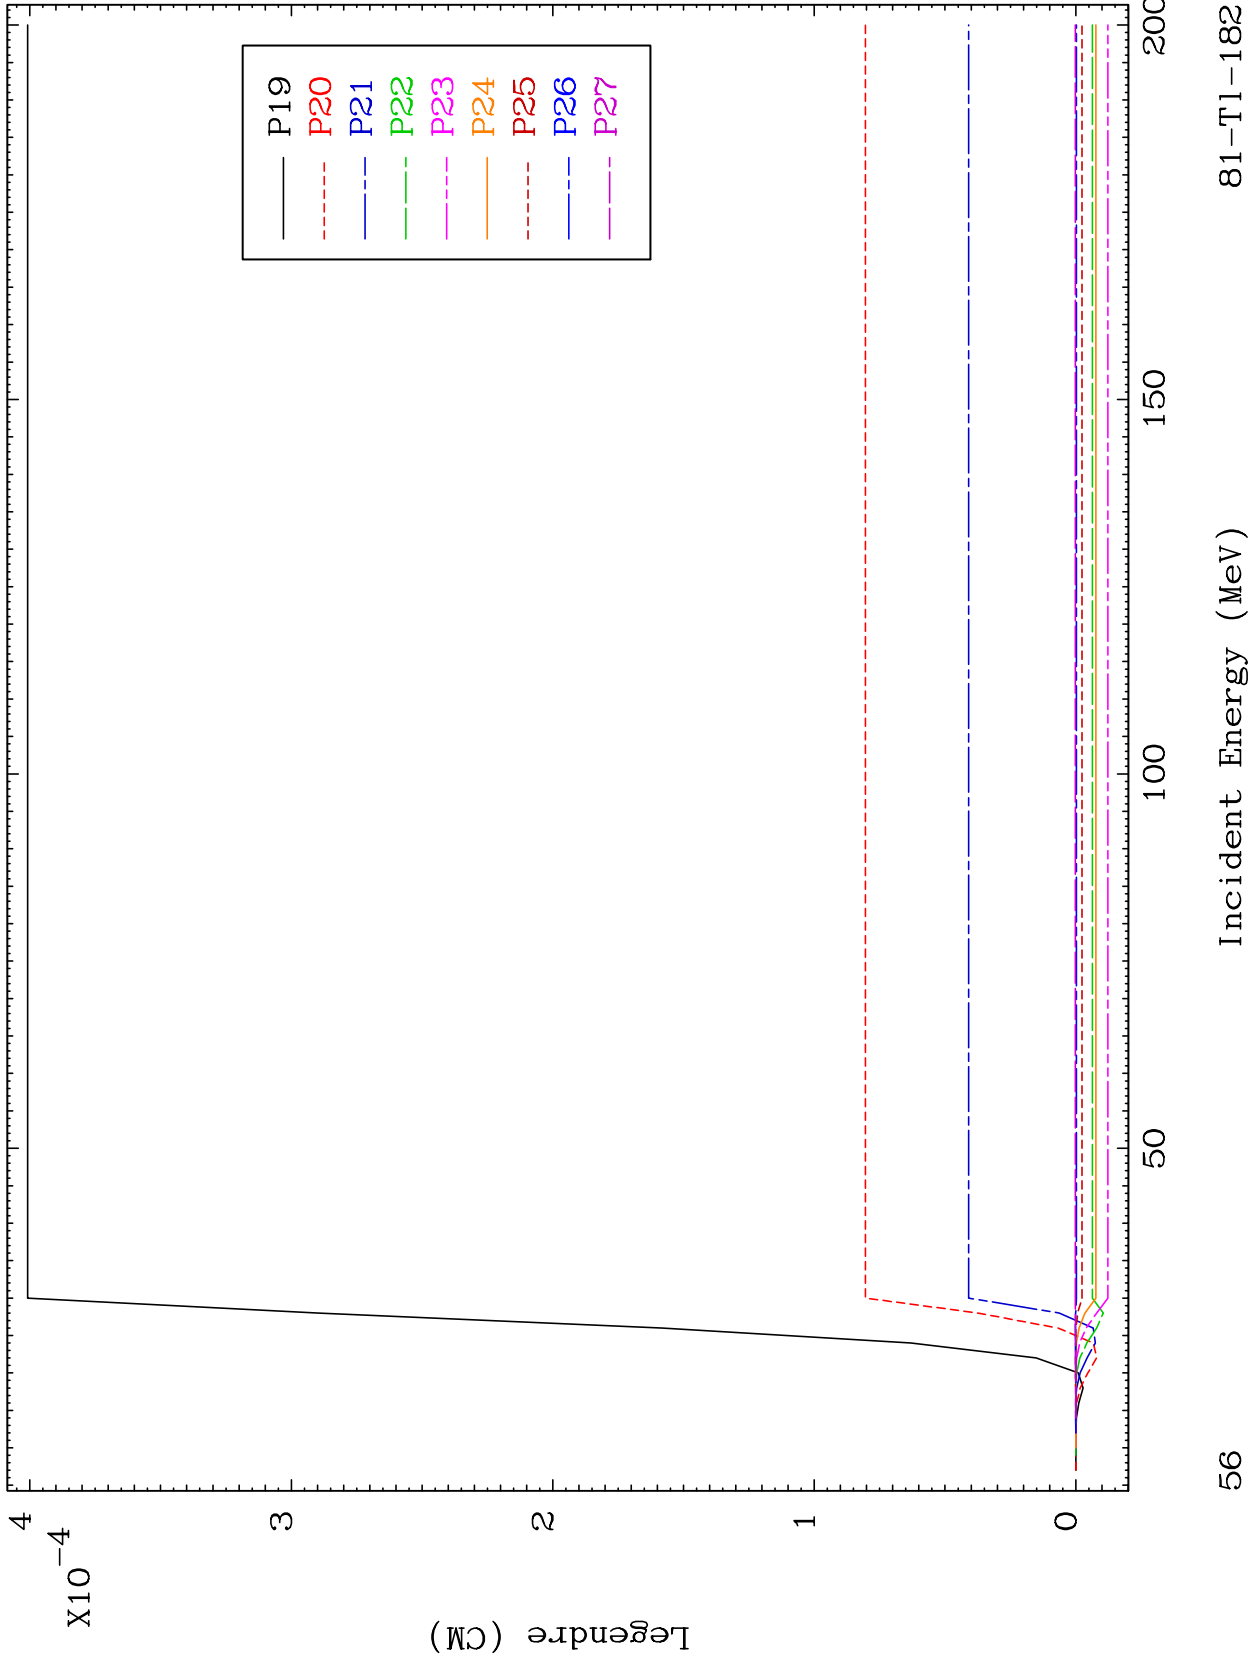 X10-4
4
3
2
1
0
Legendre (CM)
P19
P20
P21
P22
P23
P24
P25
P26
P27
50
100
150
200
Incident Energy (MeV)
56
81-Tl-182